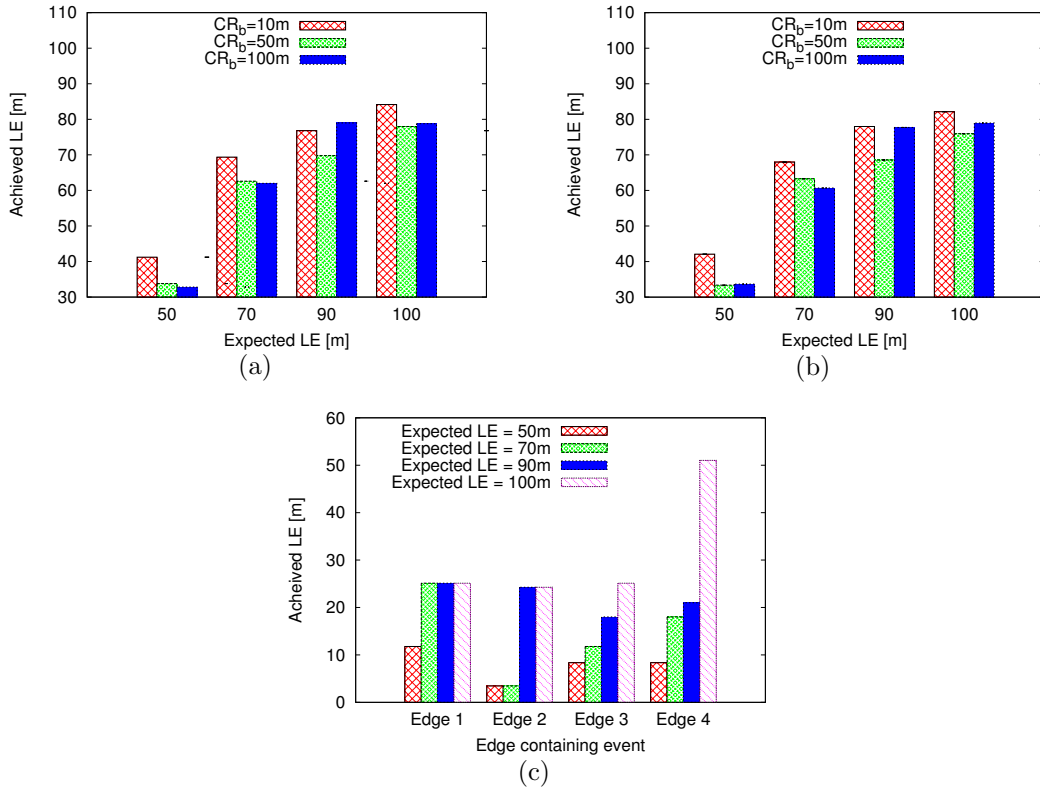 110
100
90
80
70
60
50
40
30
Achieved LE [m]
CR_b=10m
CR_b=50m
CR_b=100m
50 70 90 100
Expected LE [m]
(a)
110
100
90
80
70
60
50
40
30
Achieved LE [m]
CR_b=10m
CR_b=50m
CR_b=100m
50 70 90 100
Expected LE [m]
(b)
60
50
40
30
20
10
0
Acheived LE [m]
Expected LE = 50m
Expected LE = 70m
Expected LE = 90m
Expected LE = 100m
Edge 1 Edge 2 Edge 3 Edge 4
Edge containing event
(c)